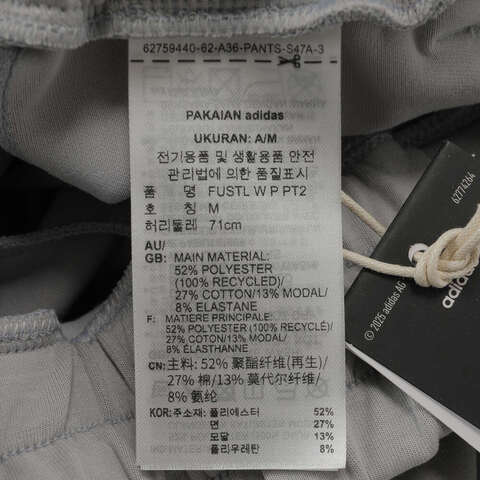 62759440-62-A36-PANTS-S47A-3
PAKAIAN adidas
UKURAN: A/M
전기용품 및 생활용품 안전
관리법에 의한 품질표시
품 명 FUSTL W P PT2
호 칭 M
허리둘레 71cm
AU/
GB: MAIN MATERIAL:
52% POLYESTER
(100% RECYCLED)/
27% COTTON/13% MODAL/
8% ELASTANE
F: MATIERE PRINCIPALE:
52% POLYESTER (100% RECYCLÉ)/
27% COTON/13% MODAL/
8% ÉLASTHANNE
CN: 主料: 52% 聚酯纤维(再生)/
27% 棉/13% 莫代尔纤维/
8% 氨纶
KOR: 주소재: 폴리에스터 52%
면 27%
모달 13%
폴리우레탄 8%
62774264
© 2025 adidas AG
adidas